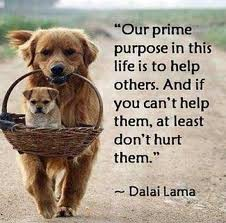 “Our prime
purpose in this
life is to help
others. And if
you can't help
them, at least
don't hurt
them.”
~ Dalai Lama